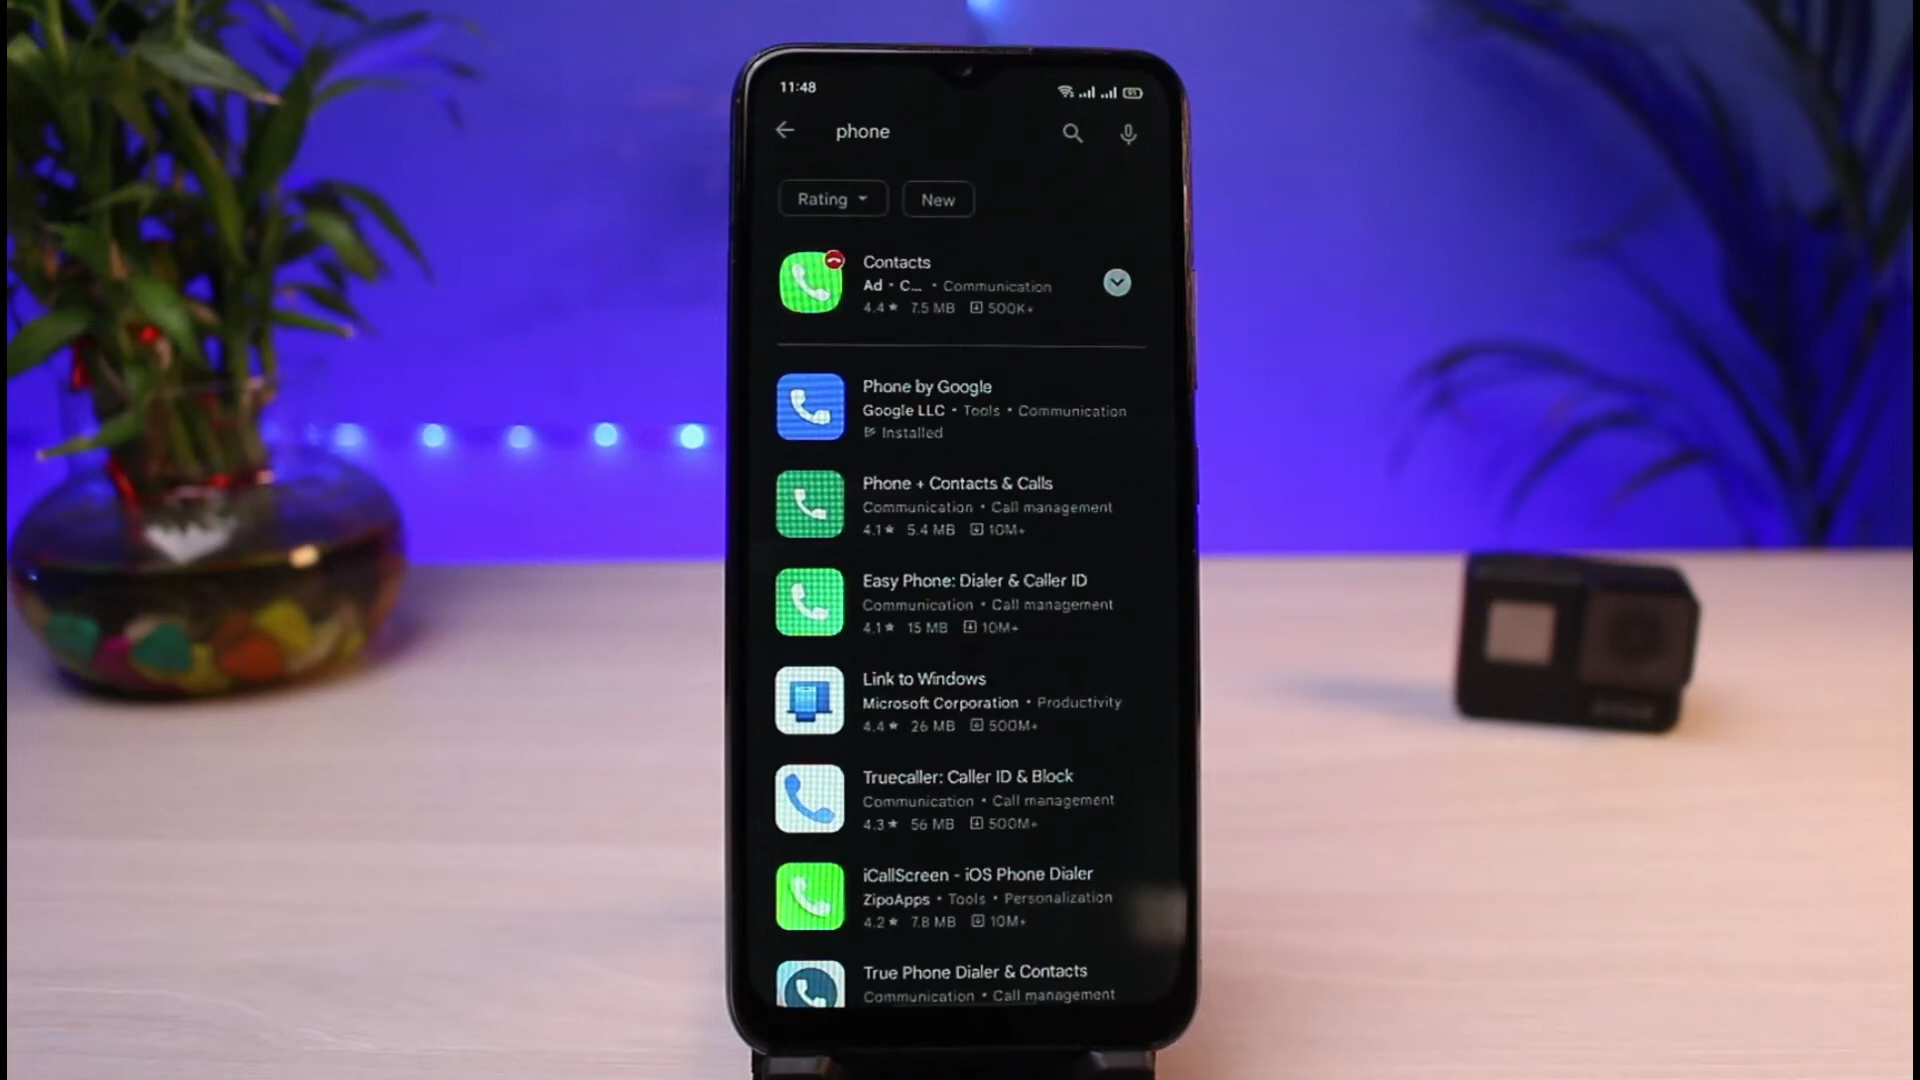 11:48
phone
Rating
New
Contacts
Ad • C... • Communication
4.4★ 7.5 MB 500K+
Phone by Google
Google LLC • Tools • Communication
Installed
Phone + Contacts & Calls
Communication • Call management
4.1★ 5.4 MB 10M+
Easy Phone: Dialer & Caller ID
Communication • Call management
4.1★ 15 MB 10M+
Link to Windows
Microsoft Corporation • Productivity
4.4★ 26 MB 500M+
Truecaller: Caller ID & Block
Communication • Call management
4.3★ 56 MB 500M+
iCallScreen - iOS Phone Dialer
ZipoApps • Tools • Personalization
4.2★ 7.8 MB 10M+
True Phone Dialer & Contacts
Communication • Call management